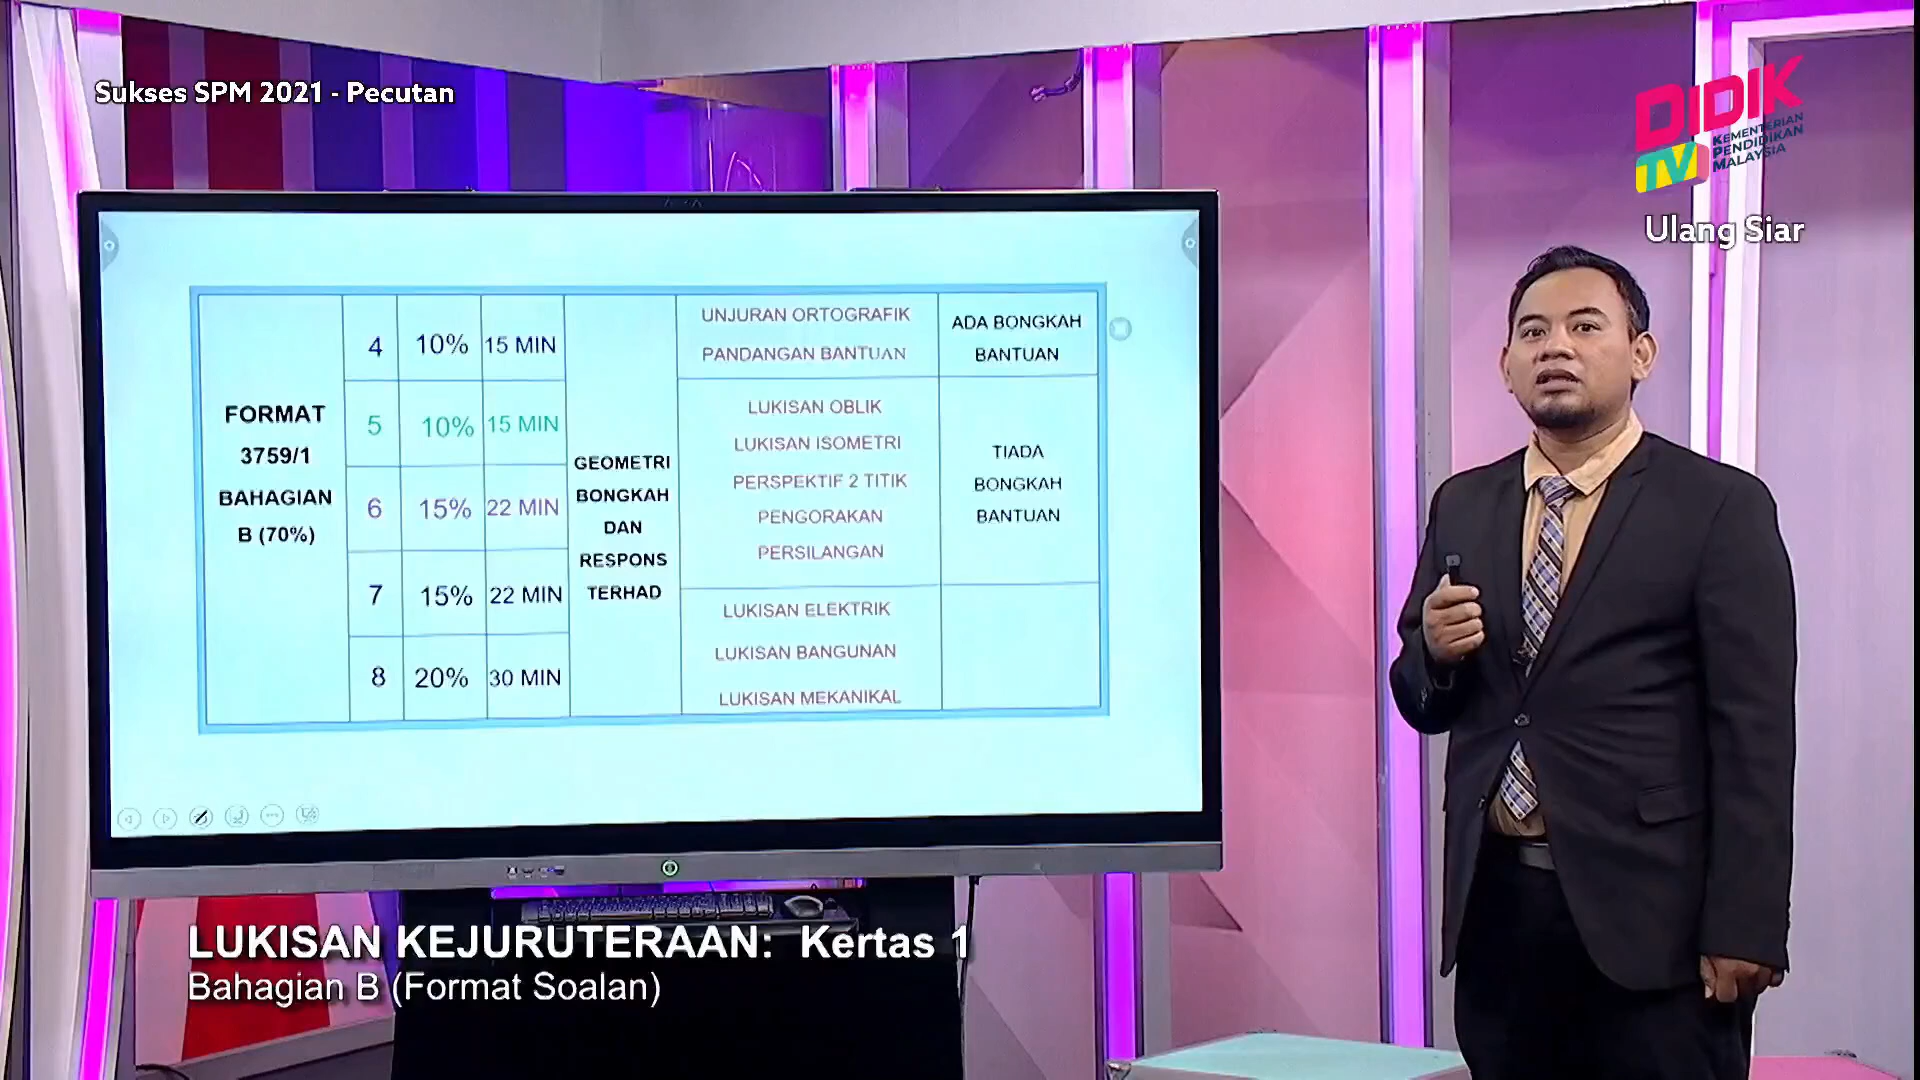 Sukses SPM 2021 - Pecutan
DIDIK
TV
KEMENTERIAN
PENDIDIKAN
MALAYSIA
Ulang Siar
FORMAT
3759/1
BAHAGIAN
B (70%)
4 10% 15 MIN
5 10% 15 MIN
6 15% 22 MIN
7 15% 22 MIN
8 20% 30 MIN
GEOMETRI
BONGKAH
DAN
RESPONS
TERHAD
UNJURAN ORTOGRAFIK
PANDANGAN BANTUAN
ADA BONGKAH
BANTUAN
LUKISAN OBLIK
LUKISAN ISOMETRI
PERSPEKTIF 2 TITIK
PENGORAKAN
PERSILANGAN
TIADA
BONGKAH
BANTUAN
LUKISAN ELEKTRIK
LUKISAN BANGUNAN
LUKISAN MEKANIKAL
LUKISAN KEJURUTERAAN: Kertas 1
Bahagian B (Format Soalan)